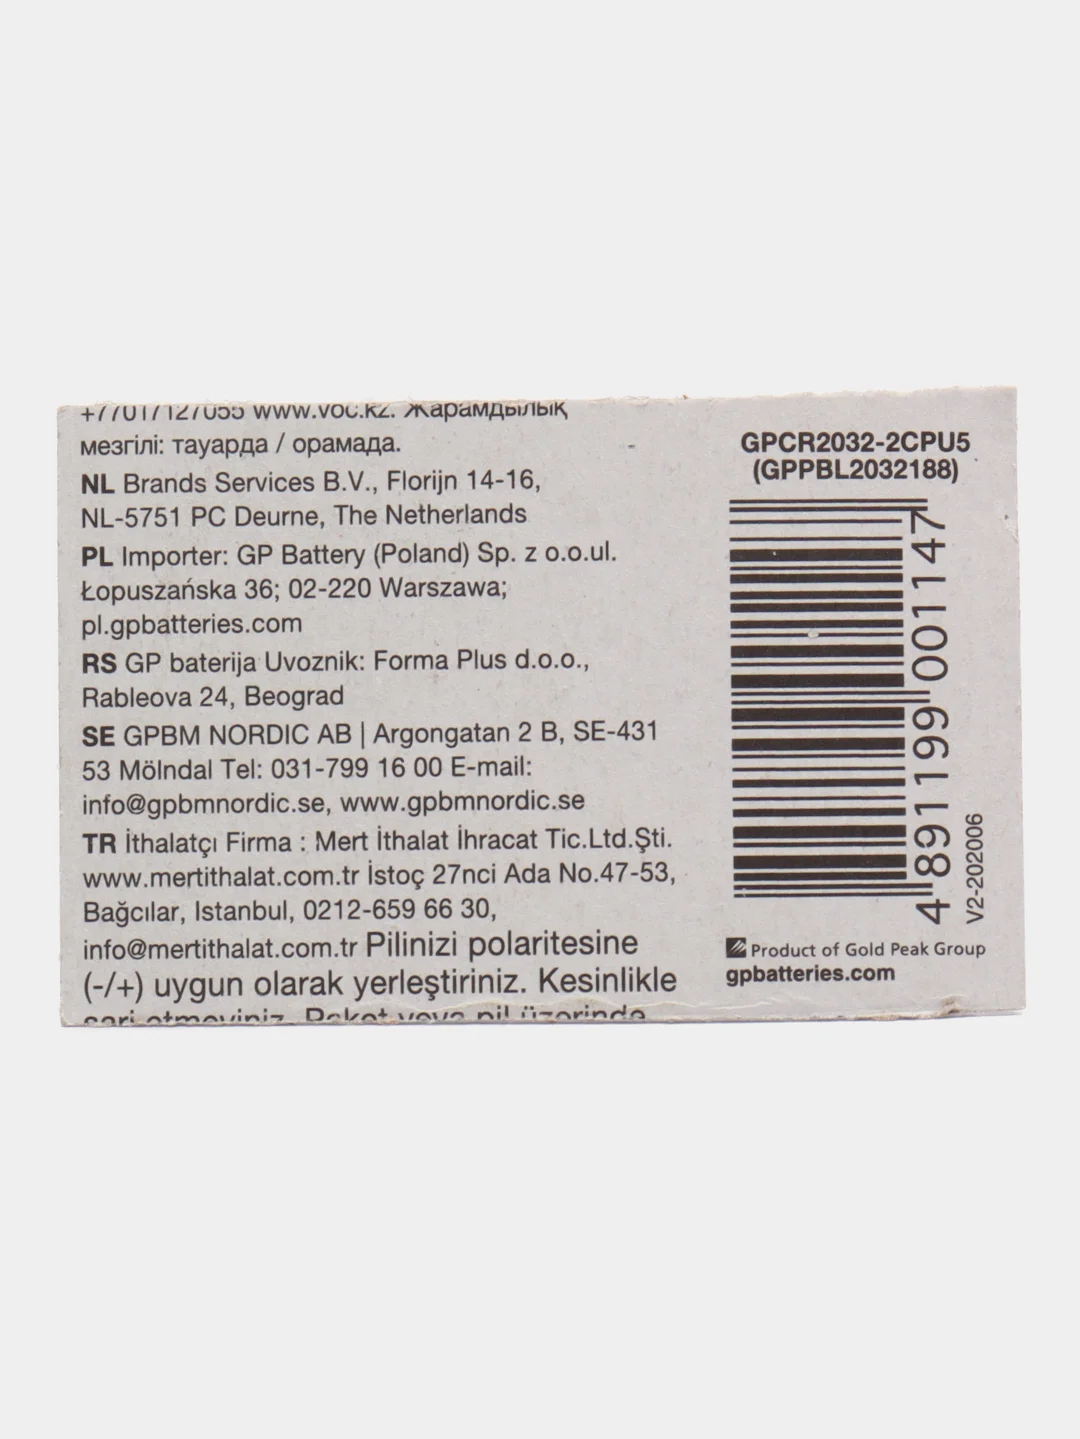 +77017127055 www.voc.kz. Жарамдылық
мезгілі: тауарда / орамада.
NL Brands Services B.V., Florijn 14-16,
NL-5751 PC Deurne, The Netherlands
PL Importer: GP Battery (Poland) Sp. z o.o.ul.
Łopuszańska 36; 02-220 Warszawa;
pl.gpbatteries.com
RS GP baterija Uvoznik: Forma Plus d.o.o.,
Rableova 24, Beograd
SE GPBM NORDIC AB | Argongatan 2 B, SE-431
53 Mölndal Tel: 031-799 16 00 E-mail:
info@gpbmnordic.se, www.gpbmnordic.se
TR İthalatçı Firma : Mert İthalat İhracat Tic.Ltd.Şti.
www.mertithalat.com.tr İstoç 27nci Ada No.47-53,
Bağcılar, Istanbul, 0212-659 66 30,
info@mertithalat.com.tr Pilinizi polaritesine
(-/+) uygun olarak yerleştiriniz. Kesinlikle
şarj etmeyiniz. Paket veya pil üzerinde
GPCR2032-2CPU5
(GPPBL2032188)
4 891199 001147
V2-202006
Product of Gold Peak Group
gpbatteries.com